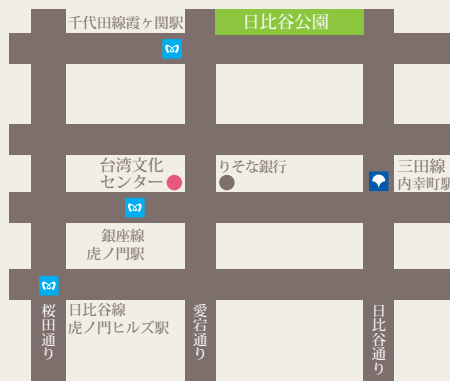 千代田線霞ヶ関駅
日比谷公園
台湾文化
センター
りそな銀行
三田線
内幸町駅
銀座線
虎ノ門駅
日比谷線
虎ノ門ヒルズ駅
桜田通り
愛宕通り
日比谷通り